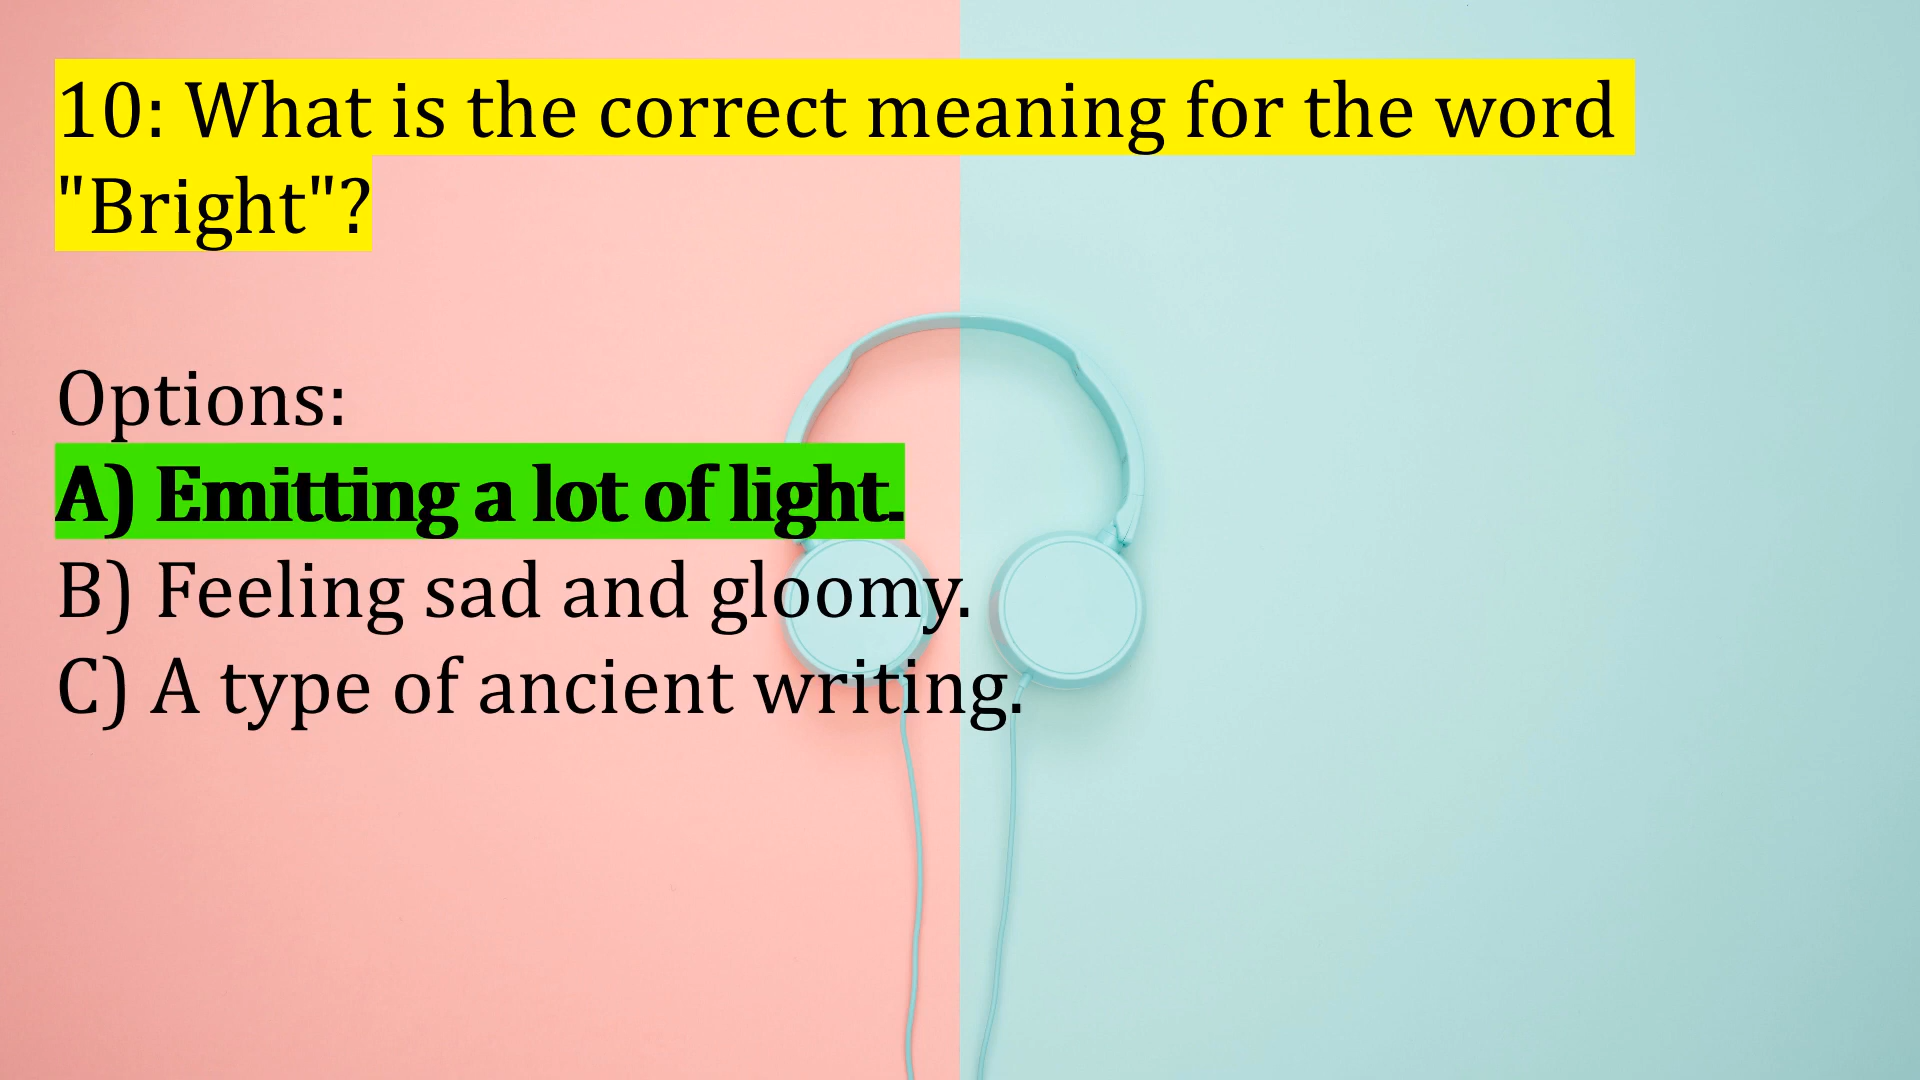 10: What is the correct meaning for the word
"Bright"?
Options:
A) Emitting a lot of light.
B) Feeling sad and gloomy.
C) A type of ancient writing.